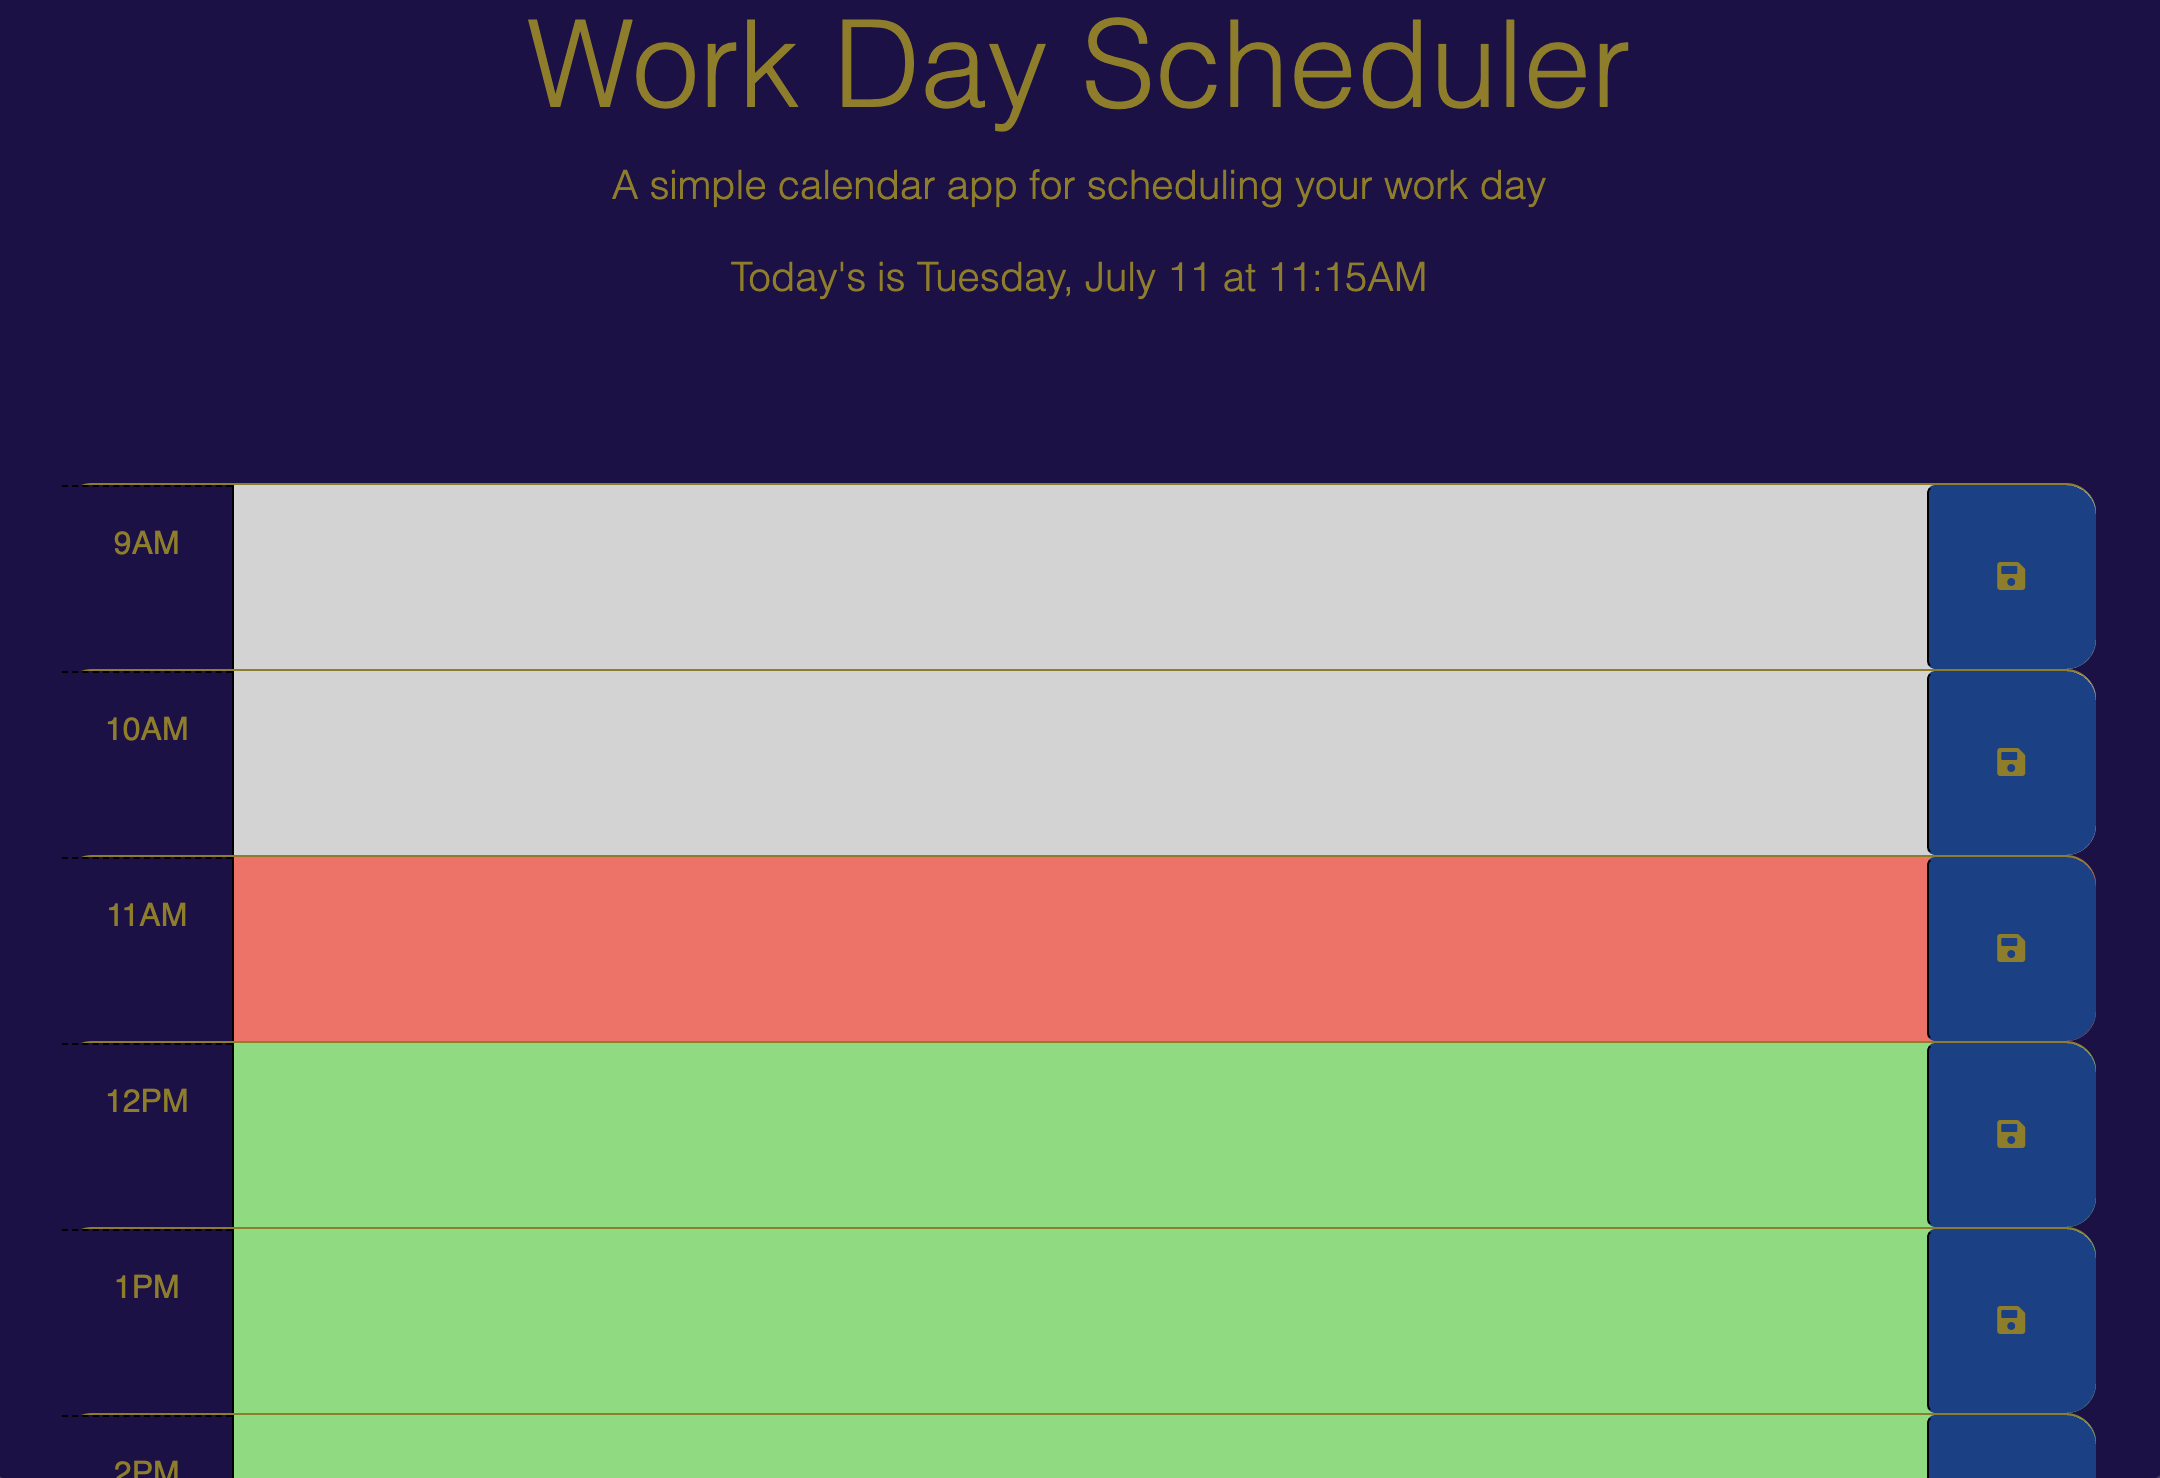 Work Day Scheduler
A simple calendar app for scheduling your work day
Today's is Tuesday, July 11 at 11:15AM
9AM
10AM
11AM
12PM
1PM
2PM